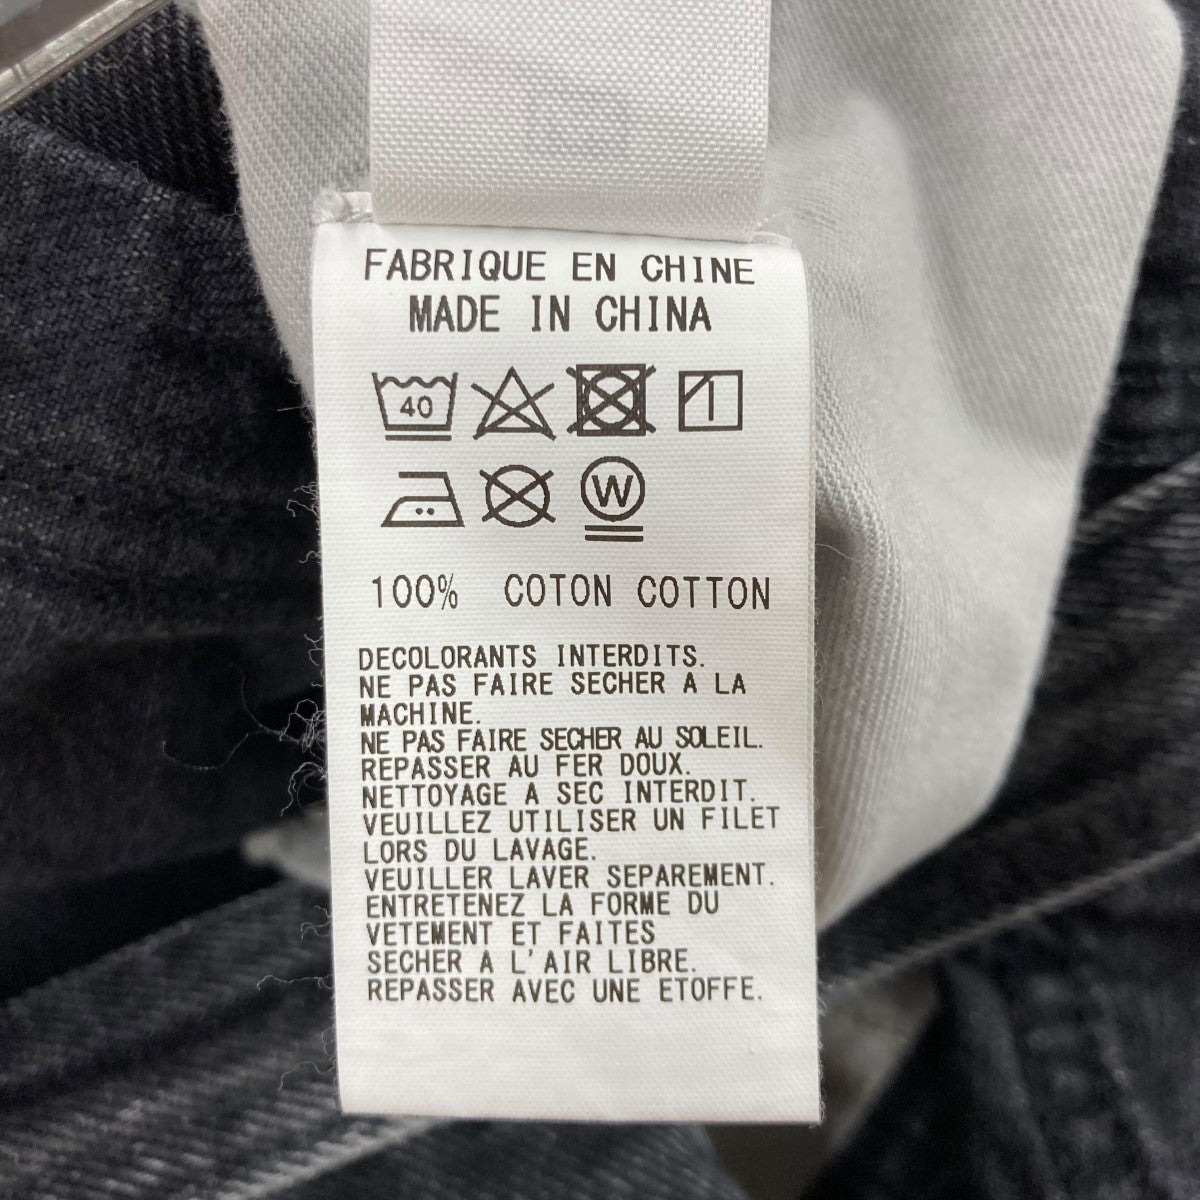 FABRIQUE EN CHINE
MADE IN CHINA
40
W
100% COTON COTTON
DECOLORANTS INTERDITS.
NE PAS FAIRE SECHER A LA
MACHINE.
NE PAS FAIRE SECHER AU SOLEIL.
REPASSER AU FER DOUX.
NETTOYAGE A SEC INTERDIT.
VEUILLEZ UTILISER UN FILET
LORS DU LAVAGE.
VEUILLER LAVER SEPAREMENT.
ENTRETENEZ LA FORME DU
VETEMENT ET FAITES
SECHER A L'AIR LIBRE.
REPASSER AVEC UNE ETOFFE.